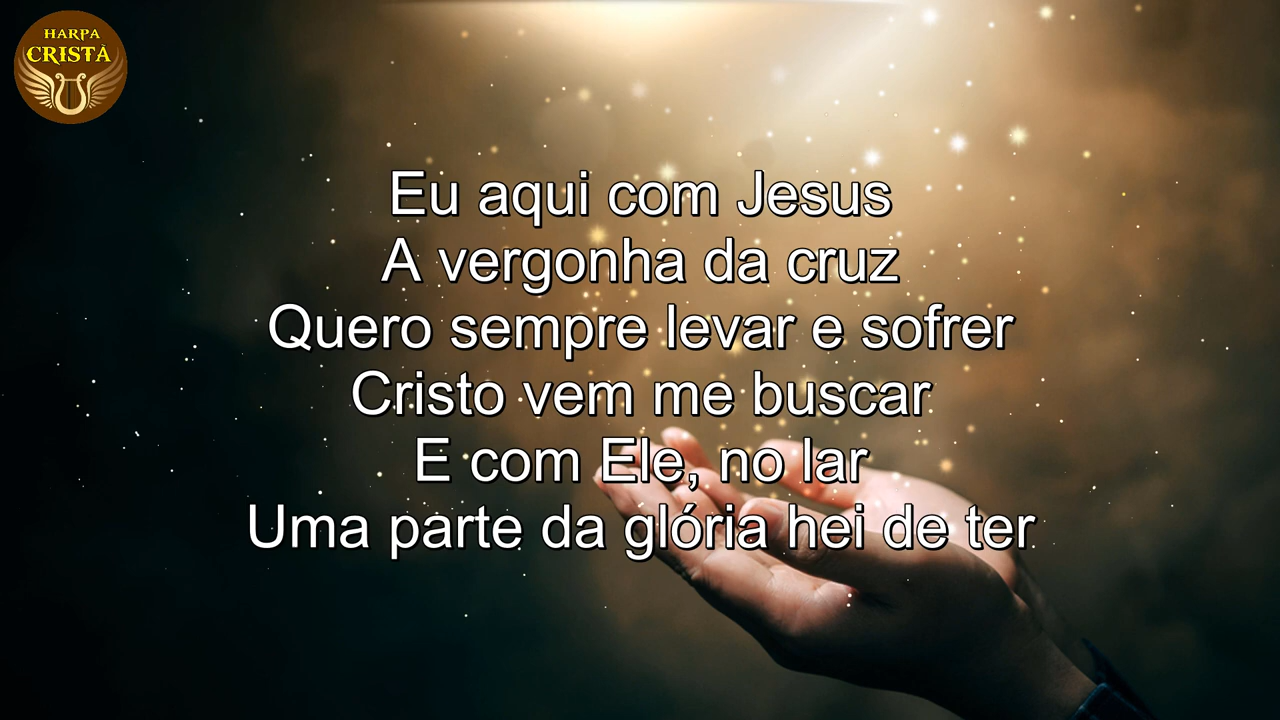 HARPA
CRISTÃ
Eu aqui com Jesus
A vergonha da cruz
Quero sempre levar e sofrer
Cristo vem me buscar
E com Ele, no lar
Uma parte da glória hei de ter